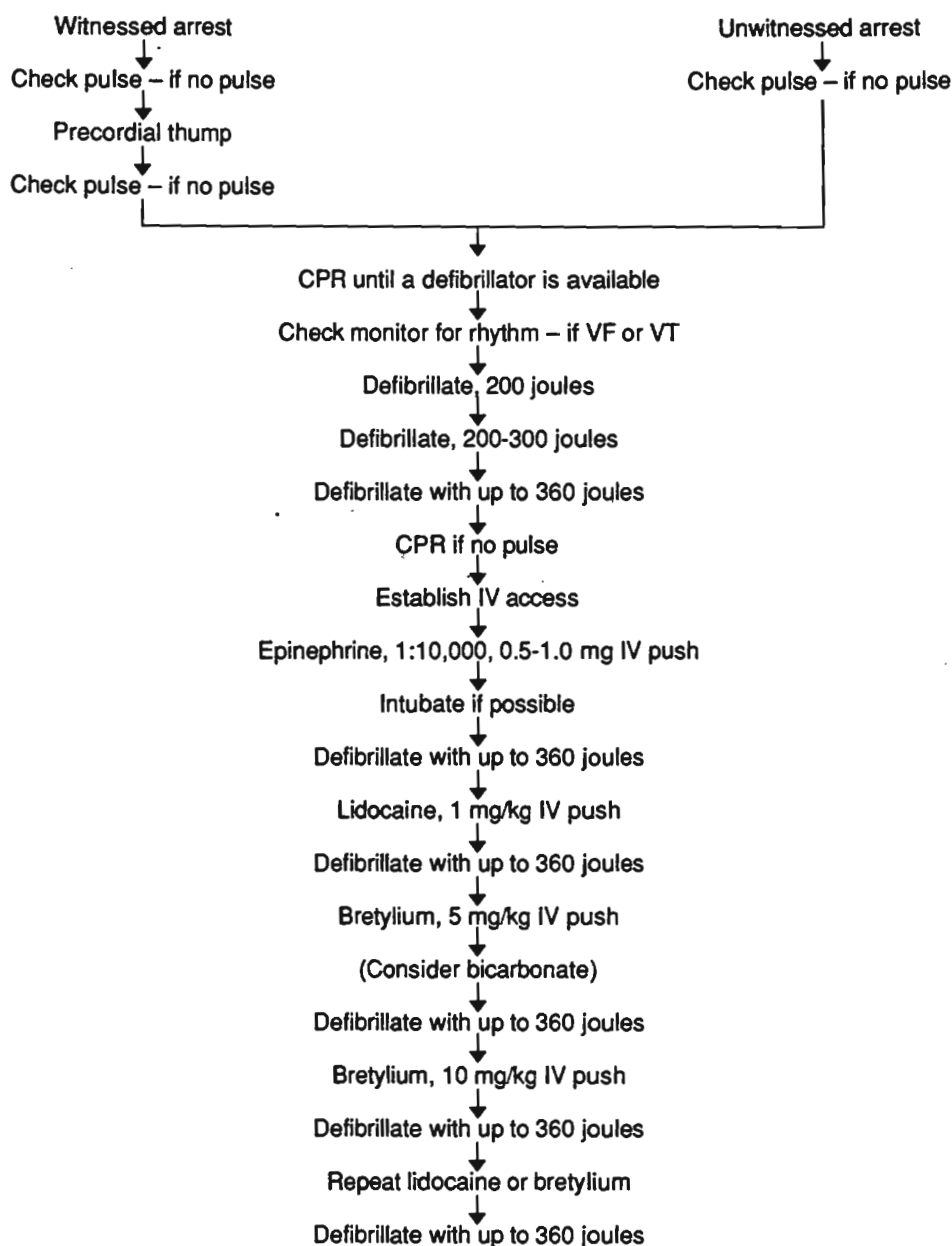 Witnessed arrest
Check pulse – if no pulse
Precordial thump
Check pulse – if no pulse
Unwitnessed arrest
Check pulse – if no pulse
CPR until a defibrillator is available
Check monitor for rhythm – if VF or VT
Defibrillate, 200 joules
Defibrillate, 200-300 joules
Defibrillate with up to 360 joules
CPR if no pulse
Establish IV access
Epinephrine, 1:10,000, 0.5-1.0 mg IV push
Intubate if possible
Defibrillate with up to 360 joules
Lidocaine, 1 mg/kg IV push
Defibrillate with up to 360 joules
Bretylium, 5 mg/kg IV push
(Consider bicarbonate)
Defibrillate with up to 360 joules
Bretylium, 10 mg/kg IV push
Defibrillate with up to 360 joules
Repeat lidocaine or bretylium
Defibrillate with up to 360 joules